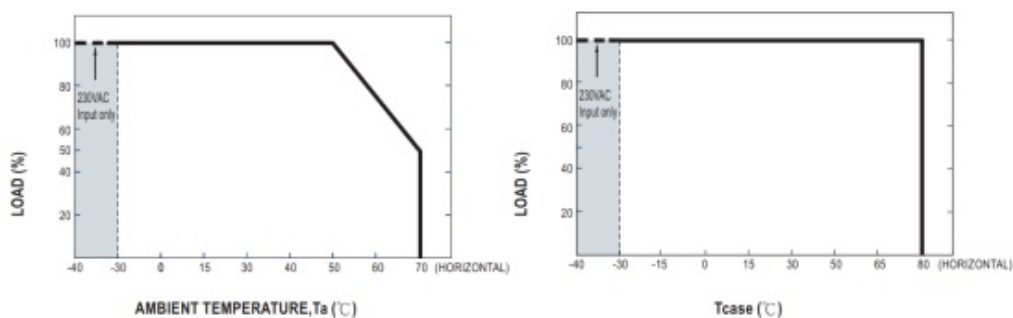 100
80
60
50
40
20
230VAC
Input only
LOAD (%)
-40 -30 0 15 30 40 50 60 70 (HORIZONTAL)
AMBIENT TEMPERATURE,Ta (℃)
100
80
60
40
20
230VAC
Input only
LOAD (%)
-40 -30 -15 0 15 30 50 65 80 (HORIZONTAL)
Tcase (℃)